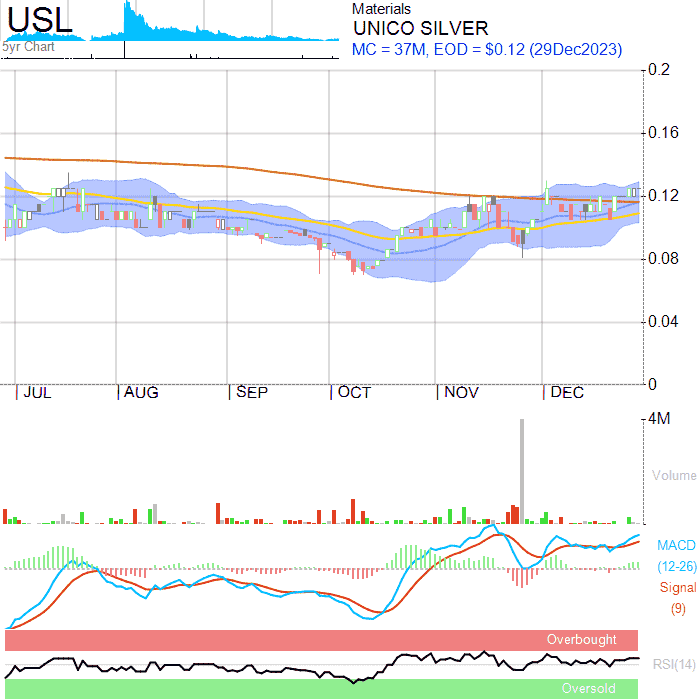 USL
5yr Chart
Materials
UNICO SILVER
MC = 37M, EOD = $0.12 (29Dec2023)
0.2
0.16
0.12
0.08
0.04
0
JUL AUG SEP OCT NOV DEC
4M
Volume
MACD
(12-26)
Signal
(9)
Overbought
RSI(14)
Oversold